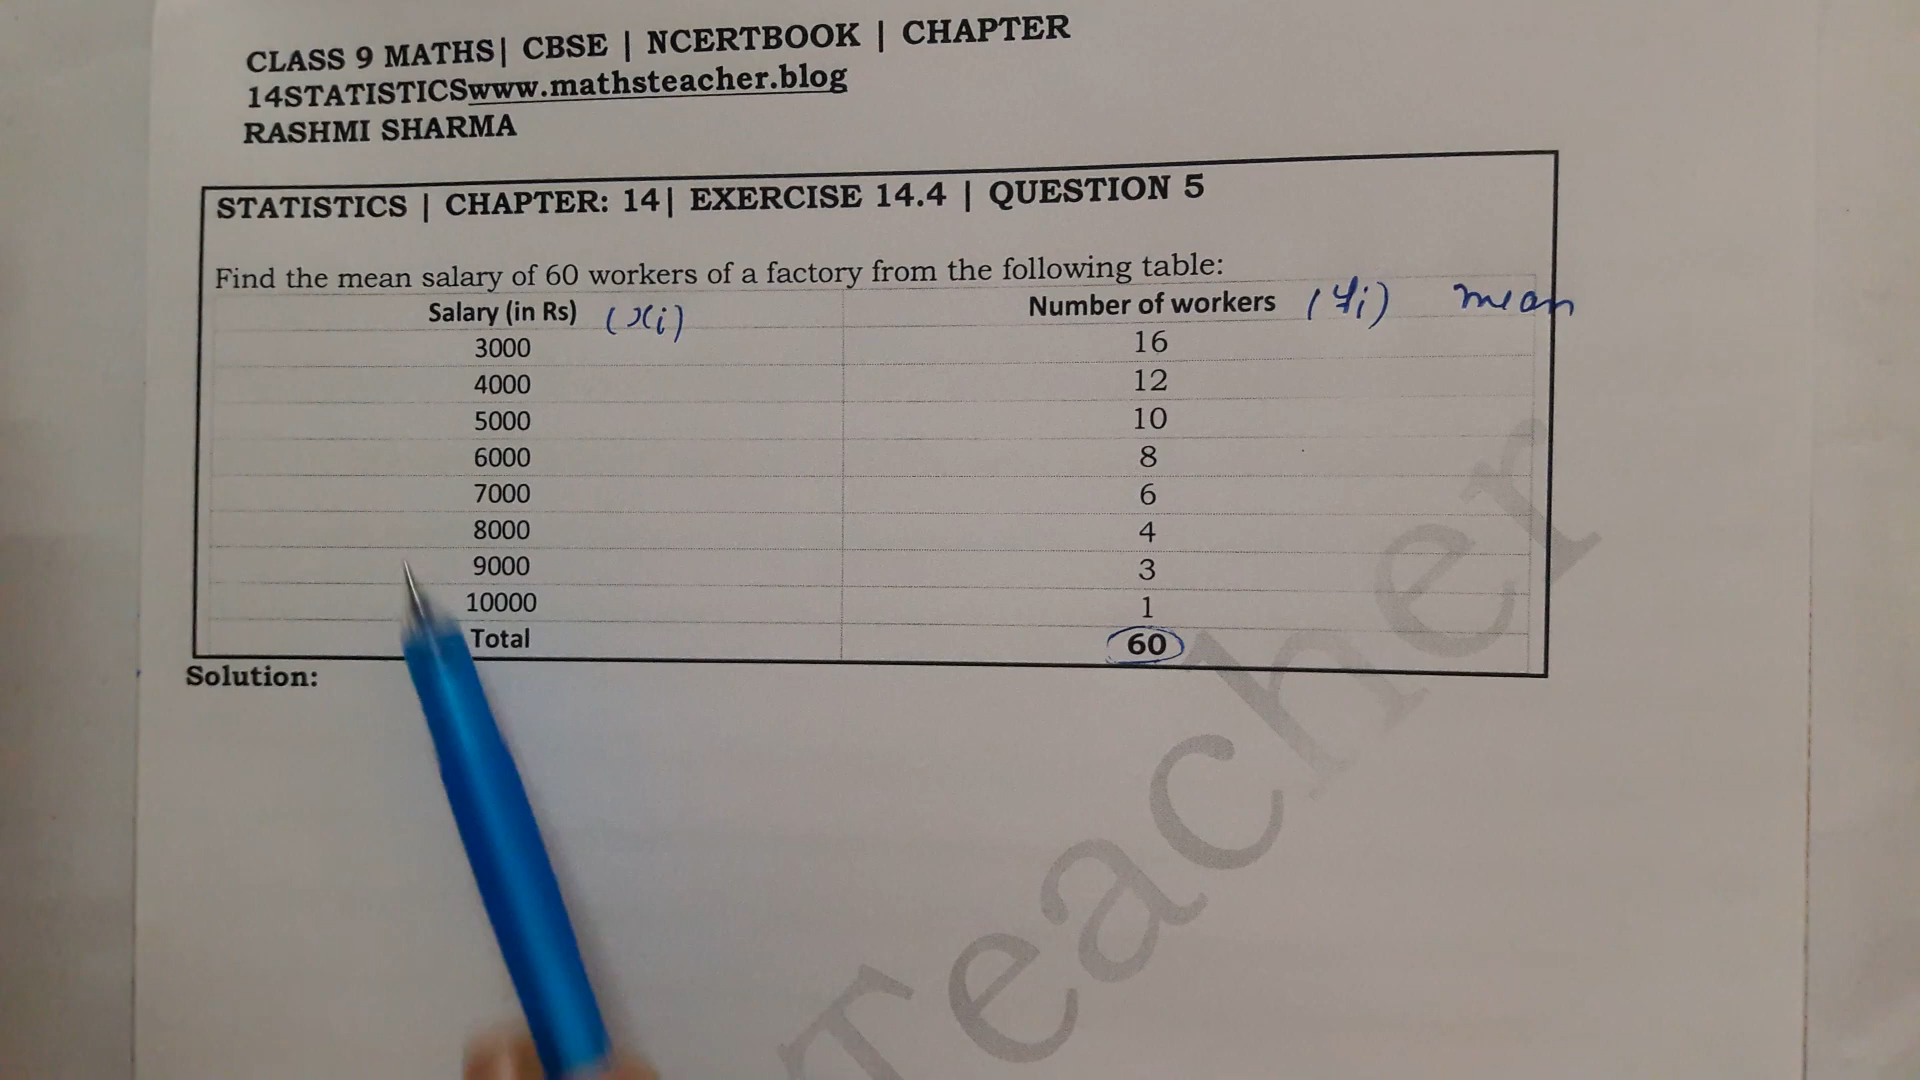 CLASS 9 MATHS| CBSE | NCERTBOOK | CHAPTER
14STATISTICSwww.mathsteacher.blog
RASHMI SHARMA
STATISTICS | CHAPTER: 14| EXERCISE 14.4 | QUESTION 5
Find the mean salary of 60 workers of a factory from the following table:
Salary (in Rs) (xi) Number of workers (fi) mean
3000 16
4000 12
5000 10
6000 8
7000 6
8000 4
9000 3
10000 1
Total 60
Solution:
Teacher